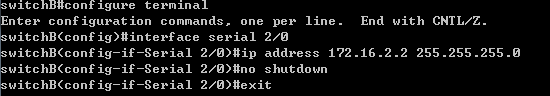 switchB#configure terminal
Enter configuration commands, one per line.  End with CNTL/Z.
switchB(config)#interface serial 2/0
switchB(config-if-Serial 2/0)#ip address 172.16.2.2 255.255.255.0
switchB(config-if-Serial 2/0)#no shutdown
switchB(config-if-Serial 2/0)#exit